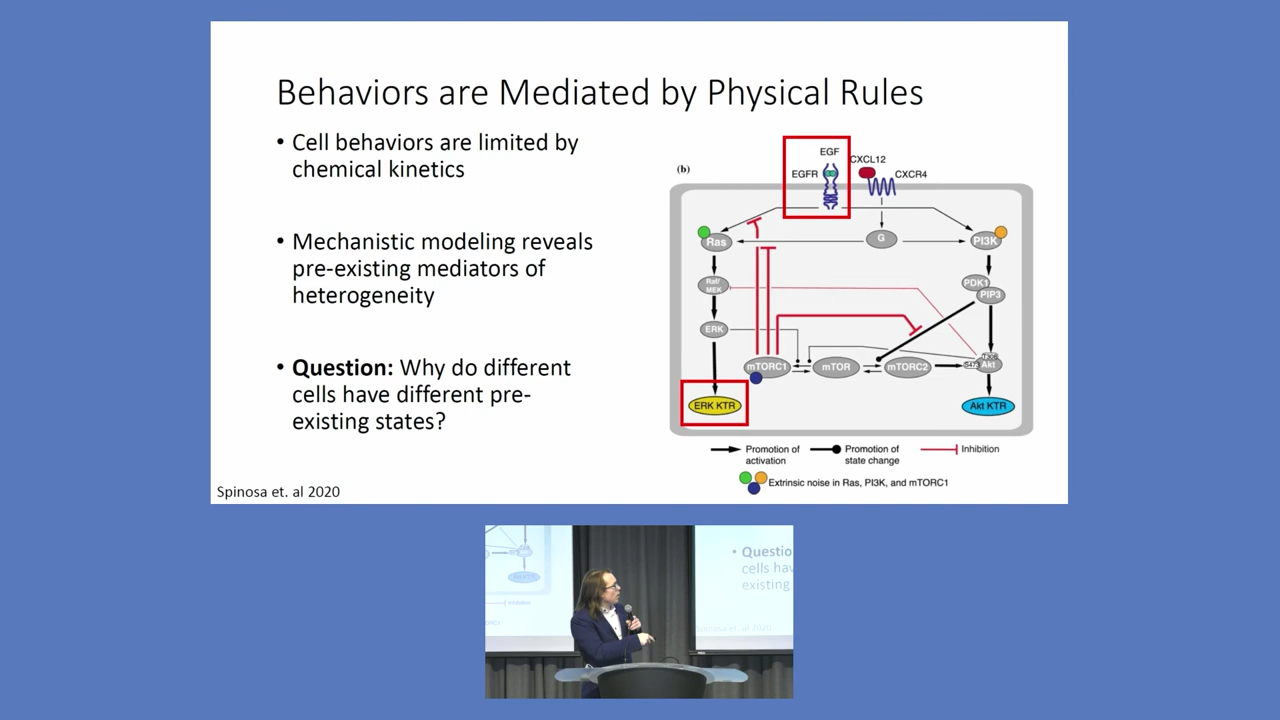 Behaviors are Mediated by Physical Rules
• Cell behaviors are limited by
chemical kinetics
• Mechanistic modeling reveals
pre-existing mediators of
heterogeneity
• Question: Why do different
cells have different pre-
existing states?
Spinosa et. al 2020
(b)
EGF
EGFR
CXCL12
CXCR4
Ras
G
PI3K
Raf/
MEK
PDK1
PIP3
ERK
mTORC1
mTOR
mTORC2
Akt
ERK KTR
Akt KTR
Promotion of
activation
Promotion of
state change
Inhibition
Extrinsic noise in Ras, PI3K, and mTORC1
Akt KTR
Inhibition
• Questio
cells hav
existing
Spinosa et. al 2020